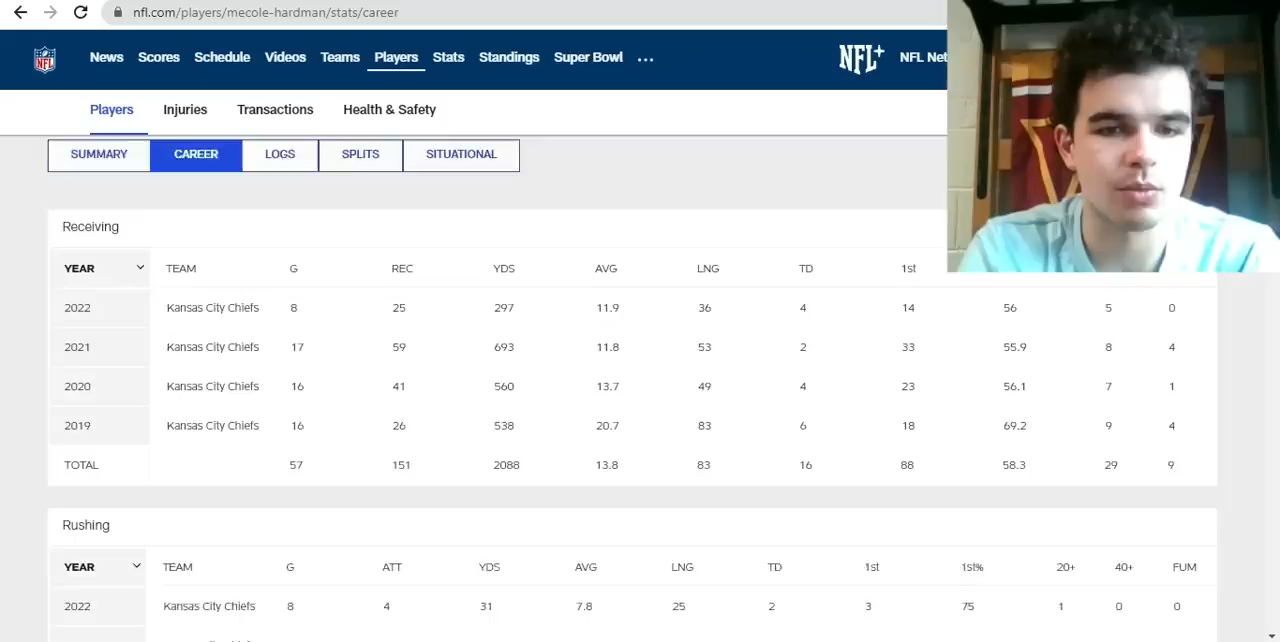 nfl.com/players/mecole-hardman/stats/career
NFL News Scores Schedule Videos Teams Players Stats Standings Super Bowl ... NFL+ NFL Net
Players Injuries Transactions Health & Safety
SUMMARY CAREER LOGS SPLITS SITUATIONAL
Receiving
YEAR TEAM G REC YDS AVG LNG TD 1st
2022 Kansas City Chiefs 8 25 297 11.9 36 4 14 56 5 0
2021 Kansas City Chiefs 17 59 693 11.8 53 2 33 55.9 8 4
2020 Kansas City Chiefs 16 41 560 13.7 49 4 23 56.1 7 1
2019 Kansas City Chiefs 16 26 538 20.7 83 6 18 69.2 9 4
TOTAL 57 151 2088 13.8 83 16 88 58.3 29 9
Rushing
YEAR TEAM G ATT YDS AVG LNG TD 1st 1st% 20+ 40+ FUM
2022 Kansas City Chiefs 8 4 31 7.8 25 2 3 75 1 0 0